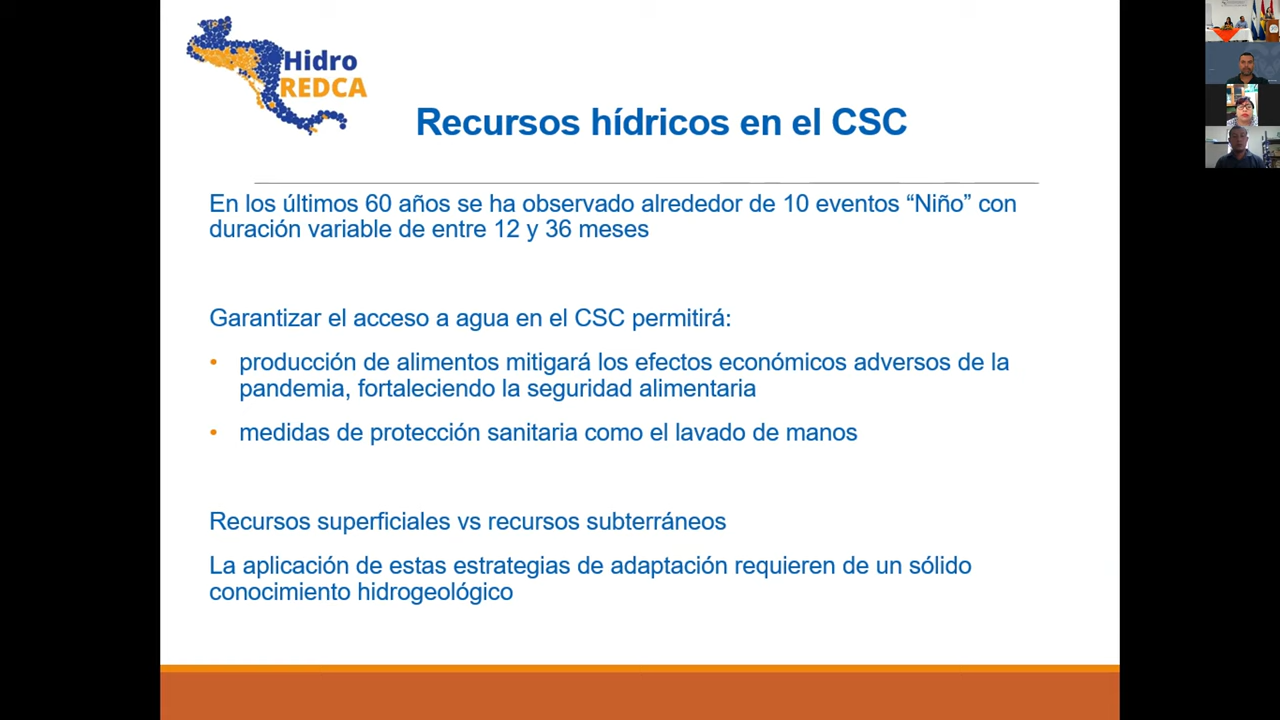 Hidro
REDCA
Recursos hídricos en el CSC
En los últimos 60 años se ha observado alrededor de 10 eventos “Niño” con
duración variable de entre 12 y 36 meses
Garantizar el acceso a agua en el CSC permitirá:
• producción de alimentos mitigará los efectos económicos adversos de la
pandemia, fortaleciendo la seguridad alimentaria
• medidas de protección sanitaria como el lavado de manos
Recursos superficiales vs recursos subterráneos
La aplicación de estas estrategias de adaptación requieren de un sólido
conocimiento hidrogeológico